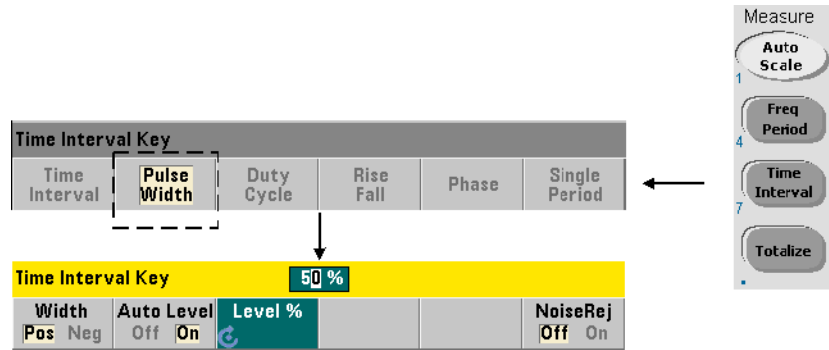 Measure
Auto
Scale
1
Freq
Period
4
Time
Interval
7
Totalize
.
Time Interval Key
Time
Interval
Pulse
Width
Duty
Cycle
Rise
Fall
Phase
Single
Period
Time Interval Key
50 %
Width
Pos Neg
Auto Level
Off On
Level %
NoiseRej
Off On